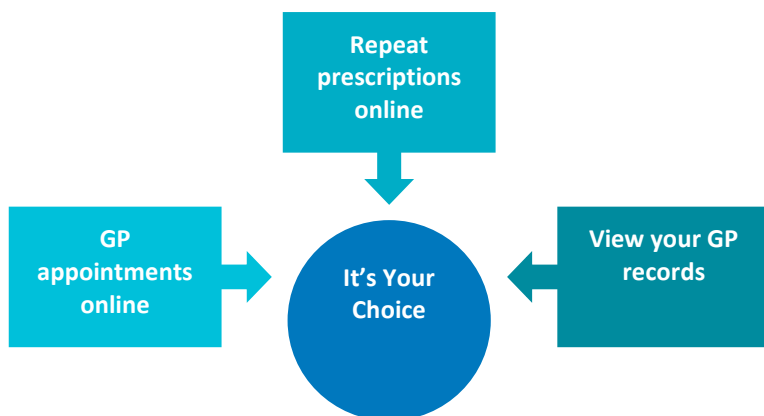 Repeat
prescriptions
online
GP
appointments
online
It’s Your
Choice
View your GP
records